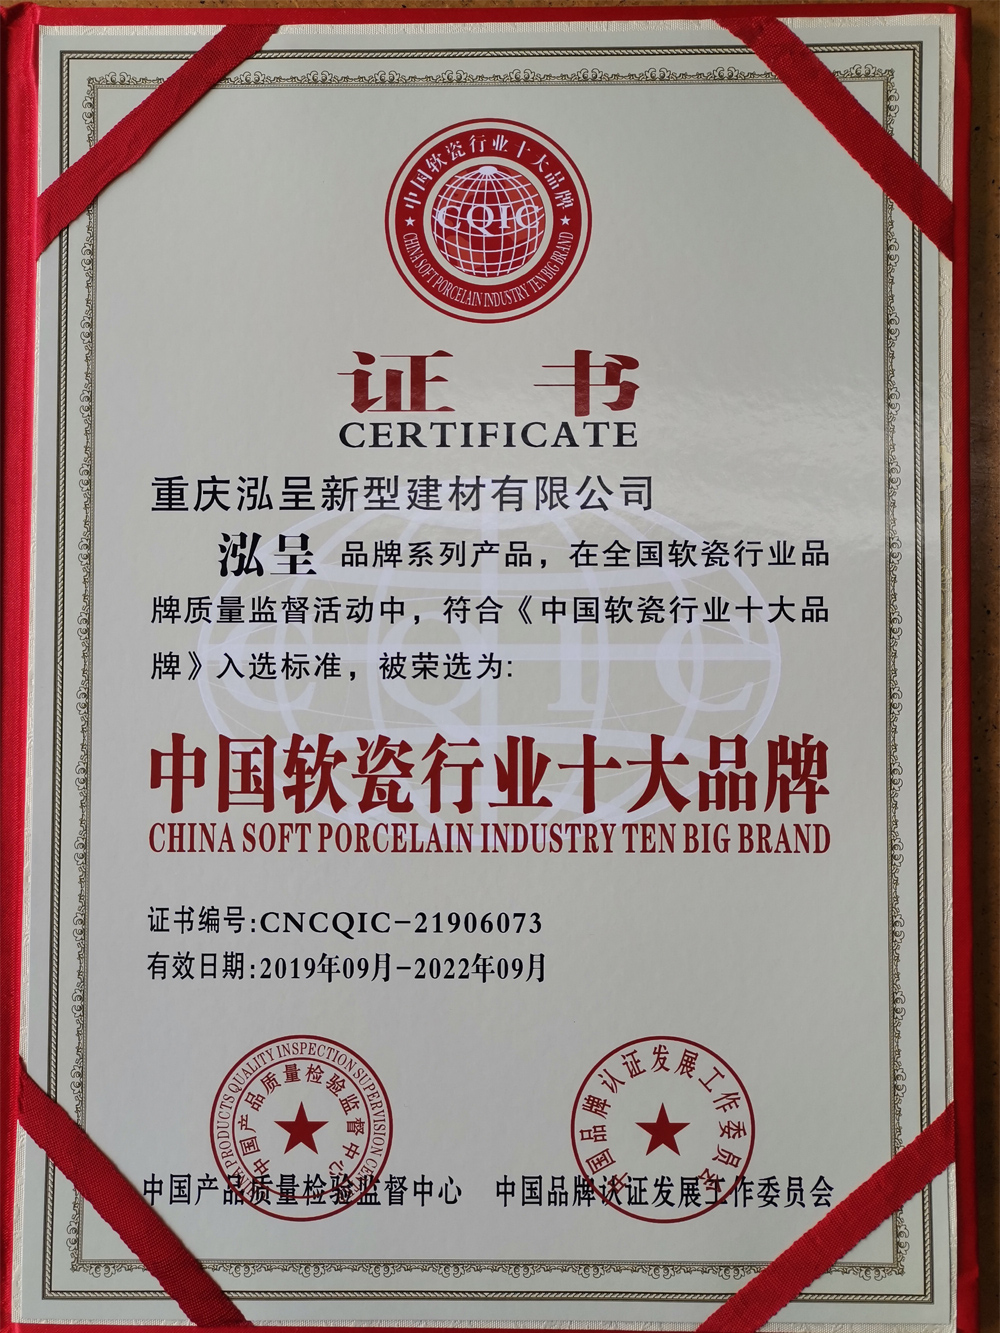 中国软瓷行业十大品牌
CQIC
CHINA SOFT PORCELAIN INDUSTRY TEN BIG BRAND
证书
CERTIFICATE
重庆泓呈新型建材有限公司
泓呈 品牌系列产品，在全国软瓷行业品
牌质量监督活动中，符合《中国软瓷行业十大品
牌》入选标准，被荣选为:
CQIC
中国软瓷行业十大品牌
CHINA SOFT PORCELAIN INDUSTRY TEN BIG BRAND
证书编号:CNCQIC-21906073
有效日期:2019年09月-2022年09月
PRODUCTS QUALITY INSPECTION SUPERVISION
中国产品质量检验监督中心
中国品牌认证发展工作委员会
中国产品质量检验监督中心
中国品牌认证发展工作委员会